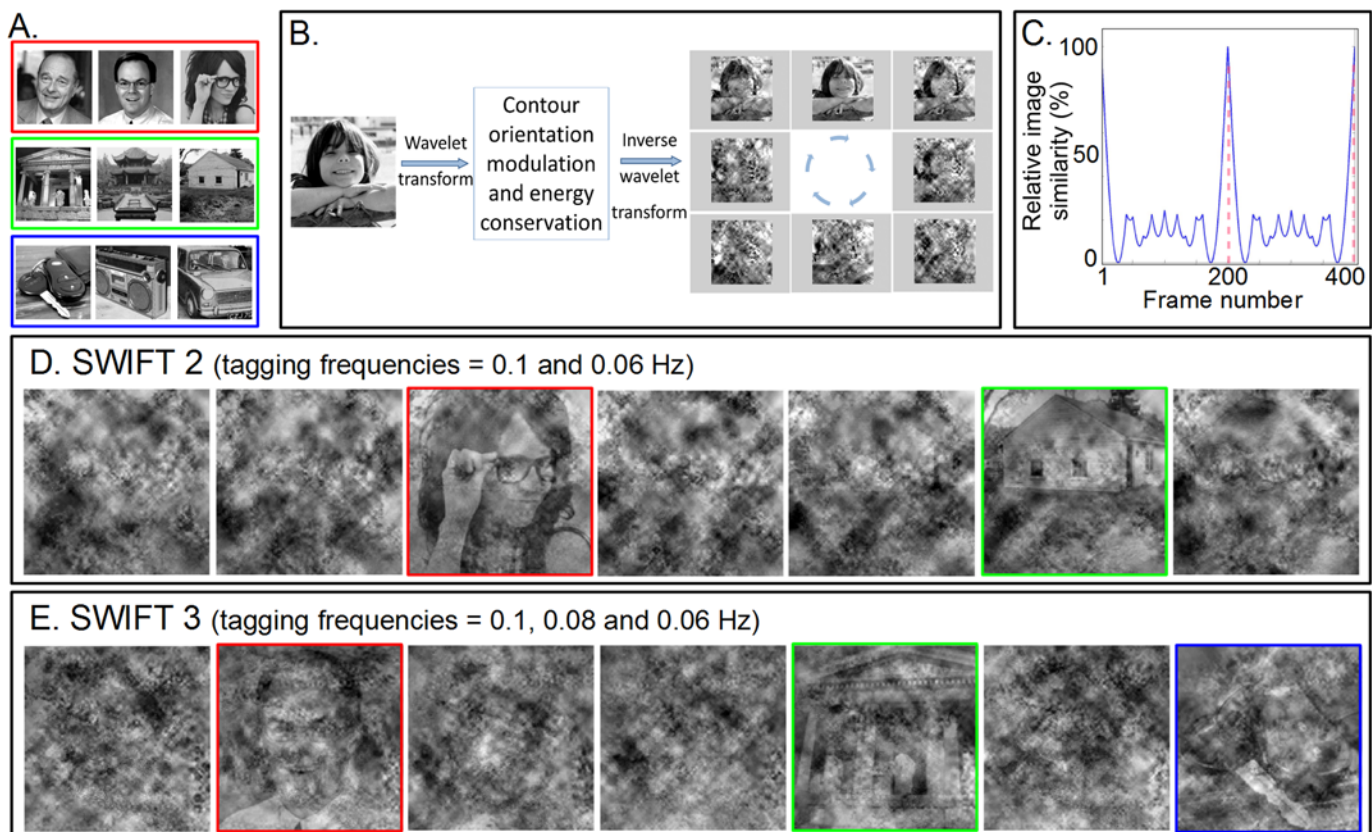 A.
B.
Wavelet
transform
Contour
orientation
modulation
and energy
conservation
Inverse
wavelet
transform
C.
Relative image
similarity (%)
100
50
0
1
200
400
Frame number
D. SWIFT 2 (tagging frequencies = 0.1 and 0.06 Hz)
E. SWIFT 3 (tagging frequencies = 0.1, 0.08 and 0.06 Hz)